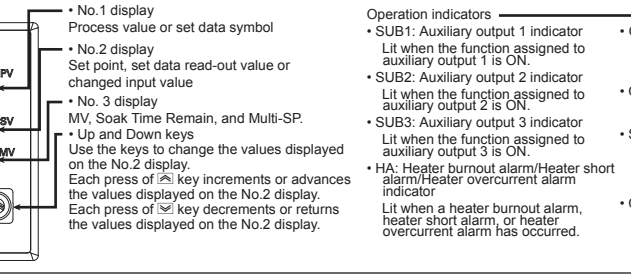 PV
SV
MV
• No.1 display
Process value or set data symbol
• No.2 display
Set point, set data read-out value or
changed input value
• No. 3 display
MV, Soak Time Remain, and Multi-SP.
• Up and Down keys
Use the keys to change the values displayed
on the No.2 display.
Each press of key increments or advances
the values displayed on the No.2 display.
Each press of key decrements or returns
the values displayed on the No.2 display.
Operation indicators
• SUB1: Auxiliary output 1 indicator
Lit when the function assigned to
auxiliary output 1 is ON.
• SUB2: Auxiliary output 2 indicator
Lit when the function assigned to
auxiliary output 2 is ON.
• SUB3: Auxiliary output 3 indicator
Lit when the function assigned to
auxiliary output 3 is ON.
• HA: Heater burnout alarm/Heater short
alarm/Heater overcurrent alarm
indicator
Lit when a heater burnout alarm,
heater short alarm, or heater
overcurrent alarm has occurred.